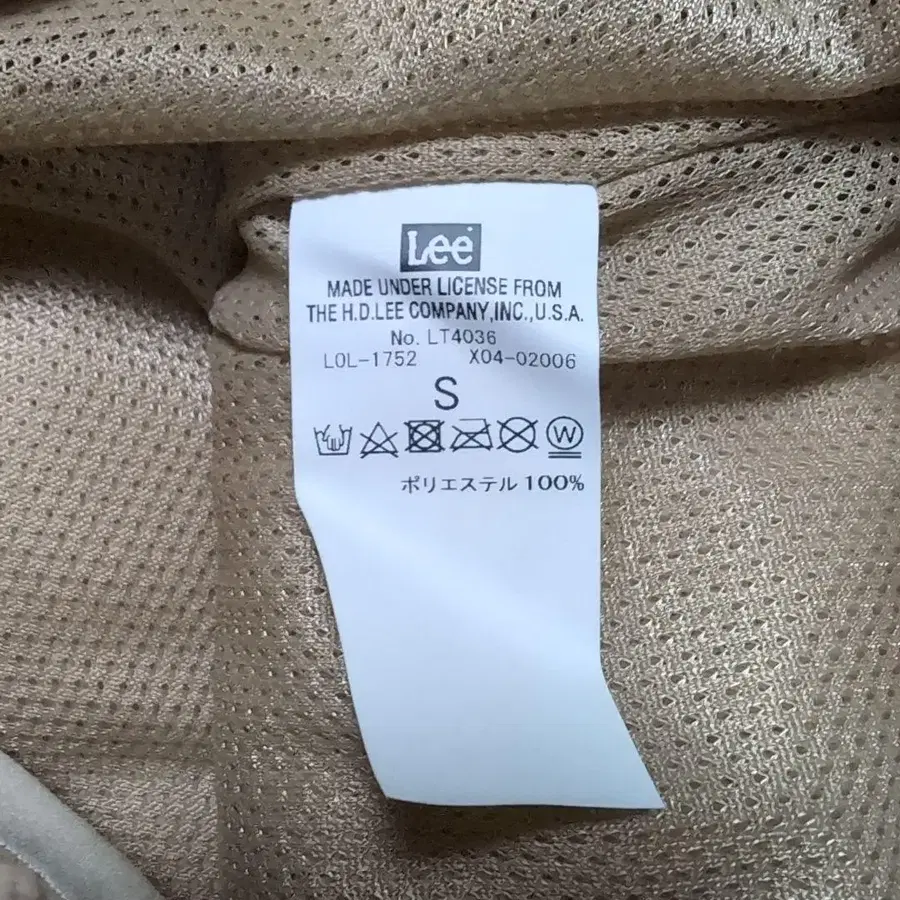 Lee
MADE UNDER LICENSE FROM
THE H.D.LEE COMPANY,INC.,U.S.A.
No. LT4036
LOL-1752 X04-02006
S
W
ポリエステル 100%